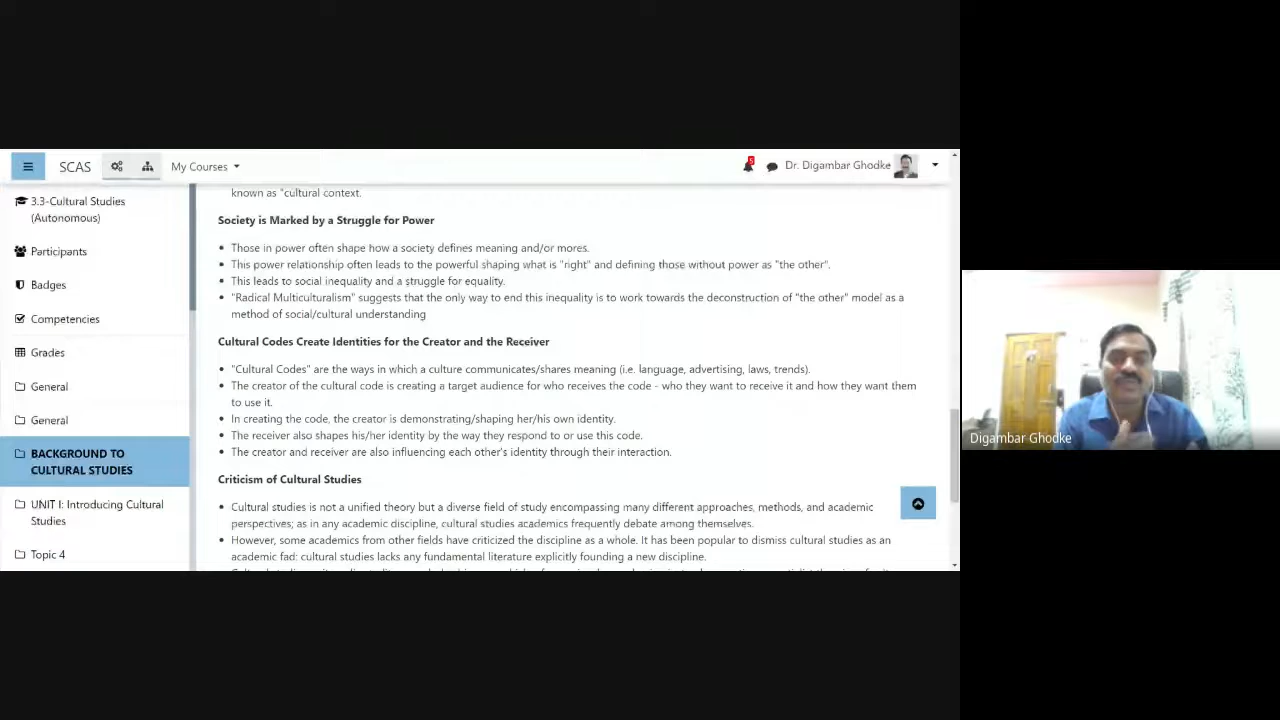 SCAS
My Courses
5
Dr. Digambar Ghodke
3.3-Cultural Studies
(Autonomous)
Participants
Badges
Competencies
Grades
General
General
BACKGROUND TO
CULTURAL STUDIES
UNIT I: Introducing Cultural
Studies
Topic 4
known as "cultural context.
Society is Marked by a Struggle for Power
Those in power often shape how a society defines meaning and/or mores.
This power relationship often leads to the powerful shaping what is "right" and defining those without power as "the other".
This leads to social inequality and a struggle for equality.
"Radical Multiculturalism" suggests that the only way to end this inequality is to work towards the deconstruction of "the other" model as a
method of social/cultural understanding
Cultural Codes Create Identities for the Creator and the Receiver
"Cultural Codes" are the ways in which a culture communicates/shares meaning (i.e. language, advertising, laws, trends).
The creator of the cultural code is creating a target audience for who receives the code - who they want to receive it and how they want them
to use it.
In creating the code, the creator is demonstrating/shaping her/his own identity.
The receiver also shapes his/her identity by the way they respond to or use this code.
The creator and receiver are also influencing each other's identity through their interaction.
Criticism of Cultural Studies
Cultural studies is not a unified theory but a diverse field of study encompassing many different approaches, methods, and academic
perspectives; as in any academic discipline, cultural studies academics frequently debate among themselves.
However, some academics from other fields have criticized the discipline as a whole. It has been popular to dismiss cultural studies as an
academic fad: cultural studies lacks any fundamental literature explicitly founding a new discipline.
Digambar Ghodke